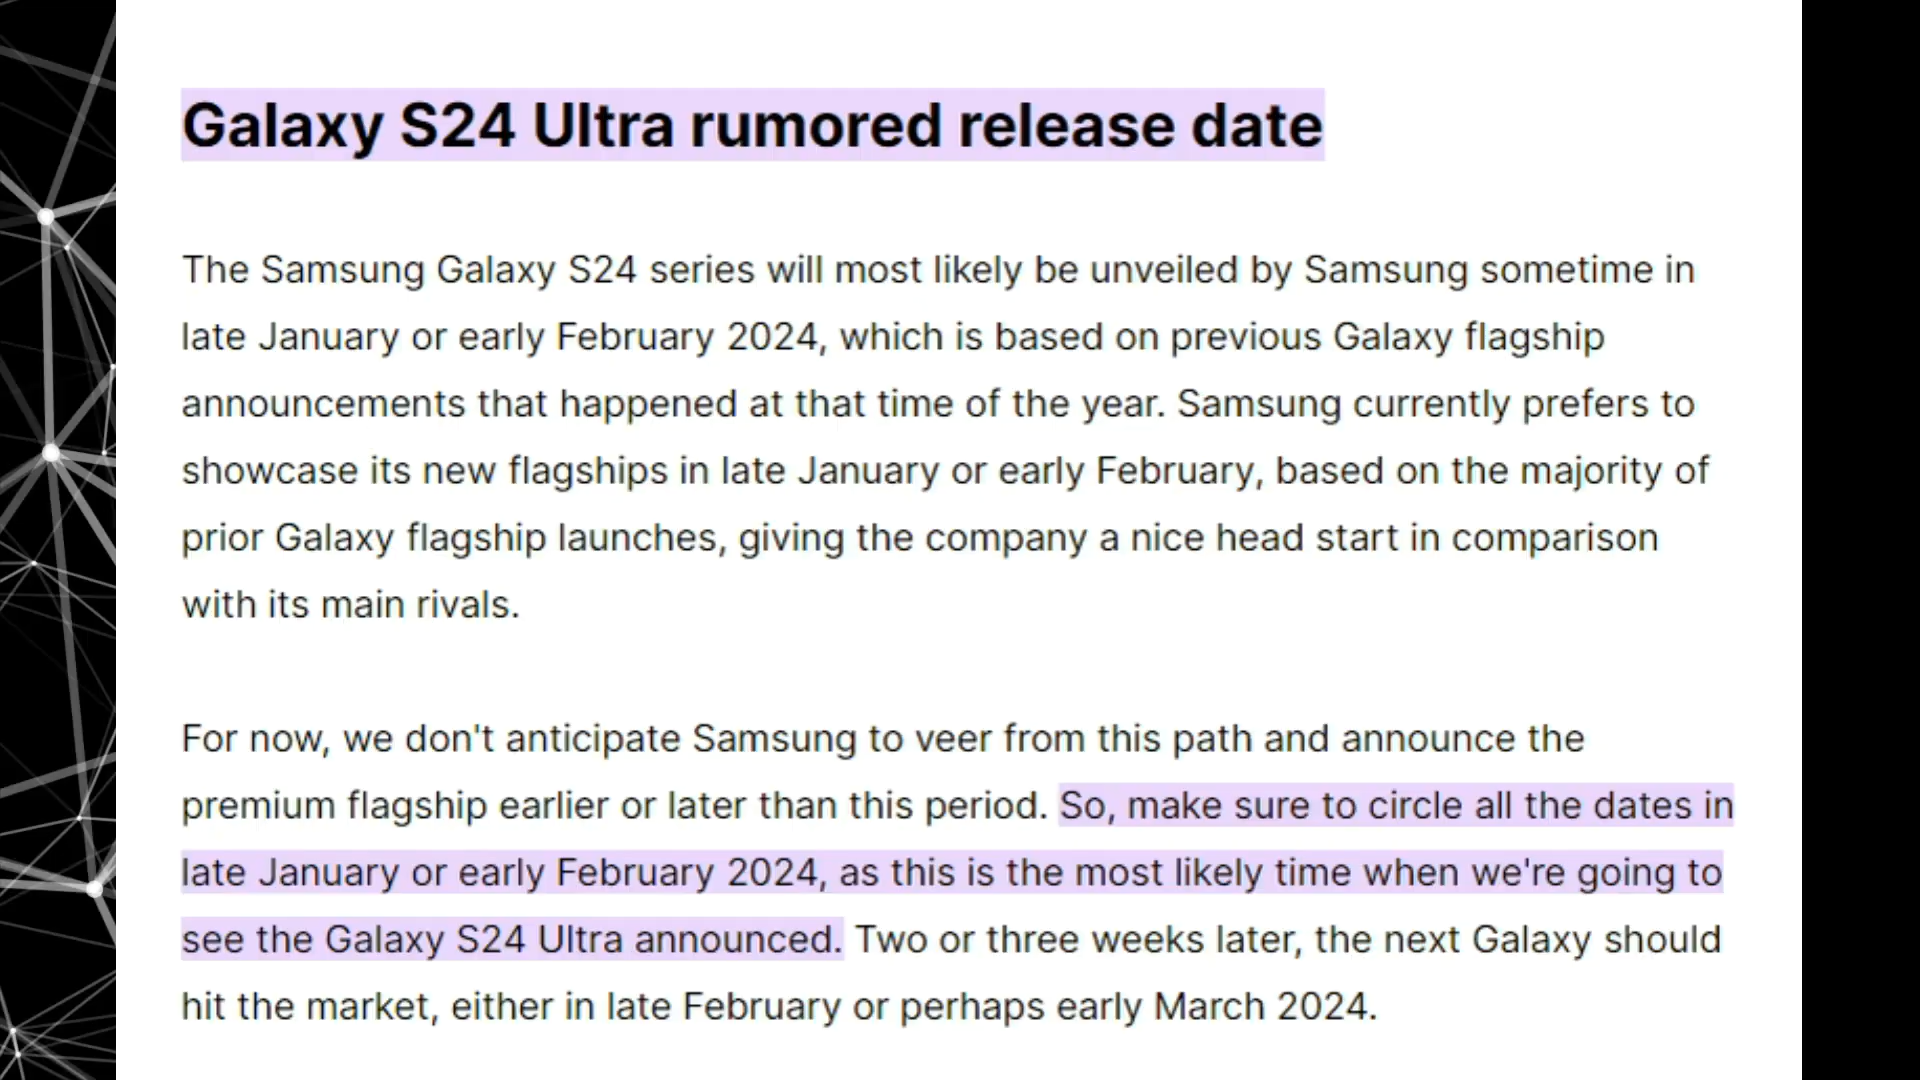 Galaxy S24 Ultra rumored release date
The Samsung Galaxy S24 series will most likely be unveiled by Samsung sometime in
late January or early February 2024, which is based on previous Galaxy flagship
announcements that happened at that time of the year. Samsung currently prefers to
showcase its new flagships in late January or early February, based on the majority of
prior Galaxy flagship launches, giving the company a nice head start in comparison
with its main rivals.
For now, we don't anticipate Samsung to veer from this path and announce the
premium flagship earlier or later than this period. So, make sure to circle all the dates in
late January or early February 2024, as this is the most likely time when we're going to
see the Galaxy S24 Ultra announced. Two or three weeks later, the next Galaxy should
hit the market, either in late February or perhaps early March 2024.